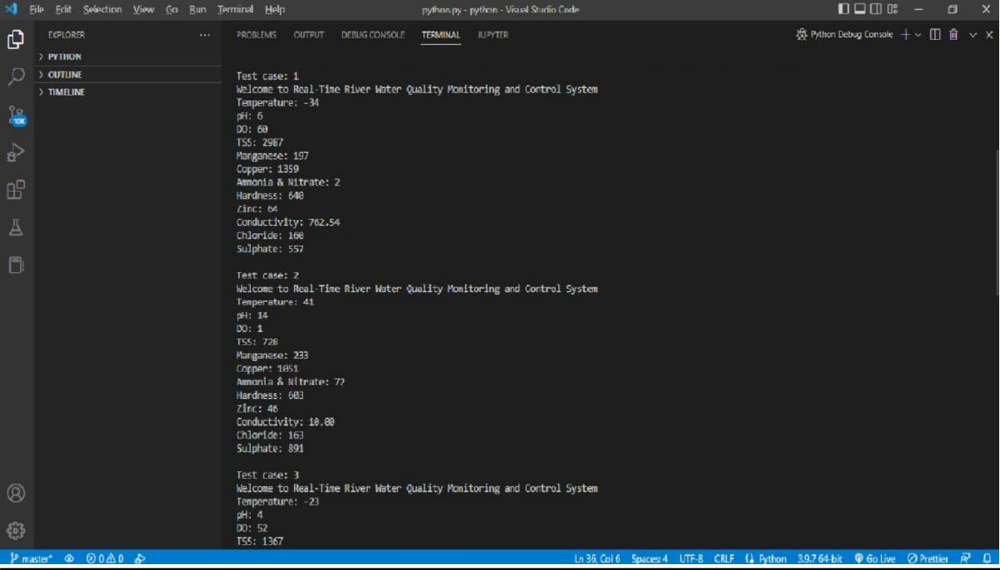 File Edit Selection View Go Run Terminal Help python.py - python - Visual Studio Code
EXPLORER
PROBLEMS OUTPUT DEBUG CONSOLE TERMINAL JUPYTER
Python Debug Console
PYTHON
OUTLINE
TIMELINE
10K
Test case: 1
Welcome to Real-Time River Water Quality Monitoring and Control System
Temperature: -34
pH: 6
DO: 60
TSS: 2987
Manganese: 197
Copper: 1359
Ammonia & Nitrate: 2
Hardness: 640
Zinc: 64
Conductivity: 762.54
Chloride: 160
Sulphate: 557
Test case: 2
Welcome to Real-Time River Water Quality Monitoring and Control System
Temperature: 41
pH: 14
DO: 1
TSS: 728
Manganese: 233
Copper: 1051
Ammonia & Nitrate: 72
Hardness: 603
Zinc: 46
Conductivity: 10.00
Chloride: 163
Sulphate: 891
Test case: 3
Welcome to Real-Time River Water Quality Monitoring and Control System
Temperature: -23
pH: 4
DO: 52
TSS: 1367
master* 0 0 Ln 36, Col 6 Spaces: 4 UTF-8 CRLF Python 3.9.7 64-bit Go Live Prettier